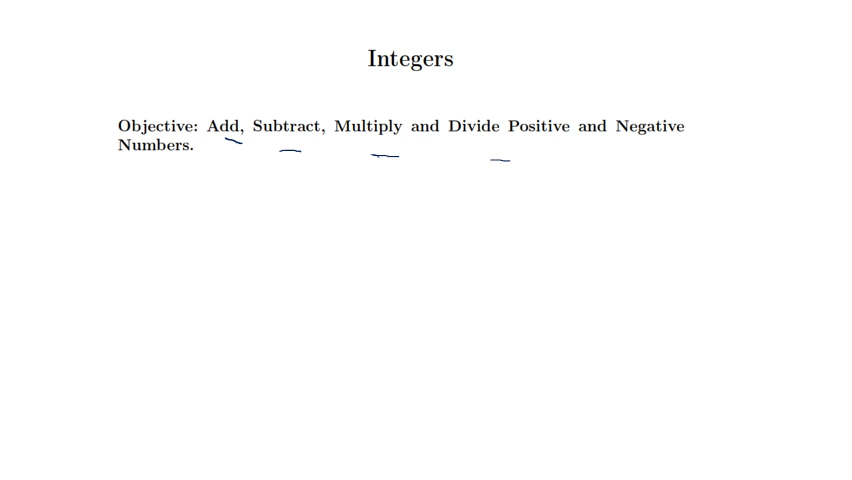 Integers
Objective: Add, Subtract, Multiply and Divide Positive and Negative
Numbers.